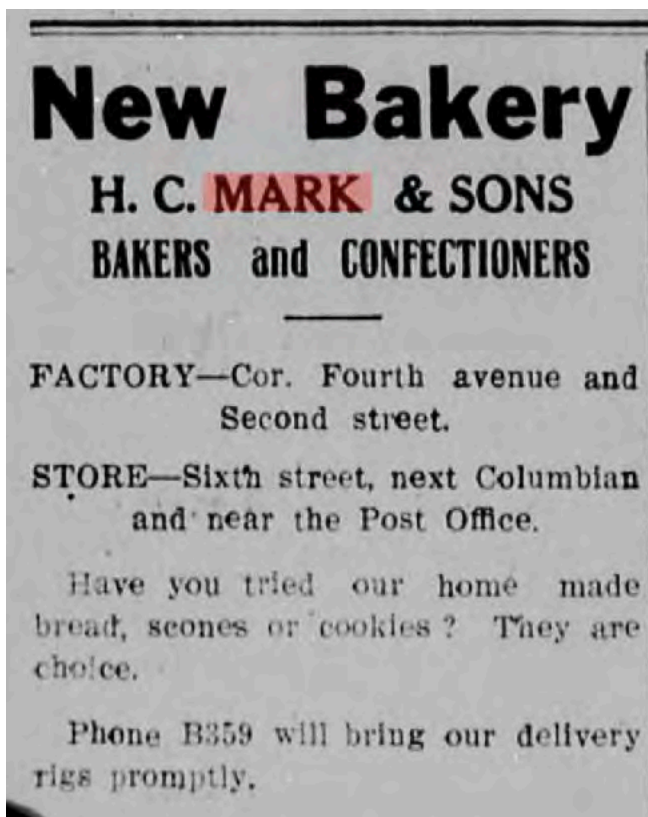 New Bakery
H. C. MARK & SONS
BAKERS and CONFECTIONERS
FACTORY—Cor. Fourth avenue and
Second street.
STORE—Sixth street, next Columbian
and near the Post Office.
Have you tried our home made
bread, scones or cookies? They are
choice.
Phone B359 will bring our delivery
rigs promptly.